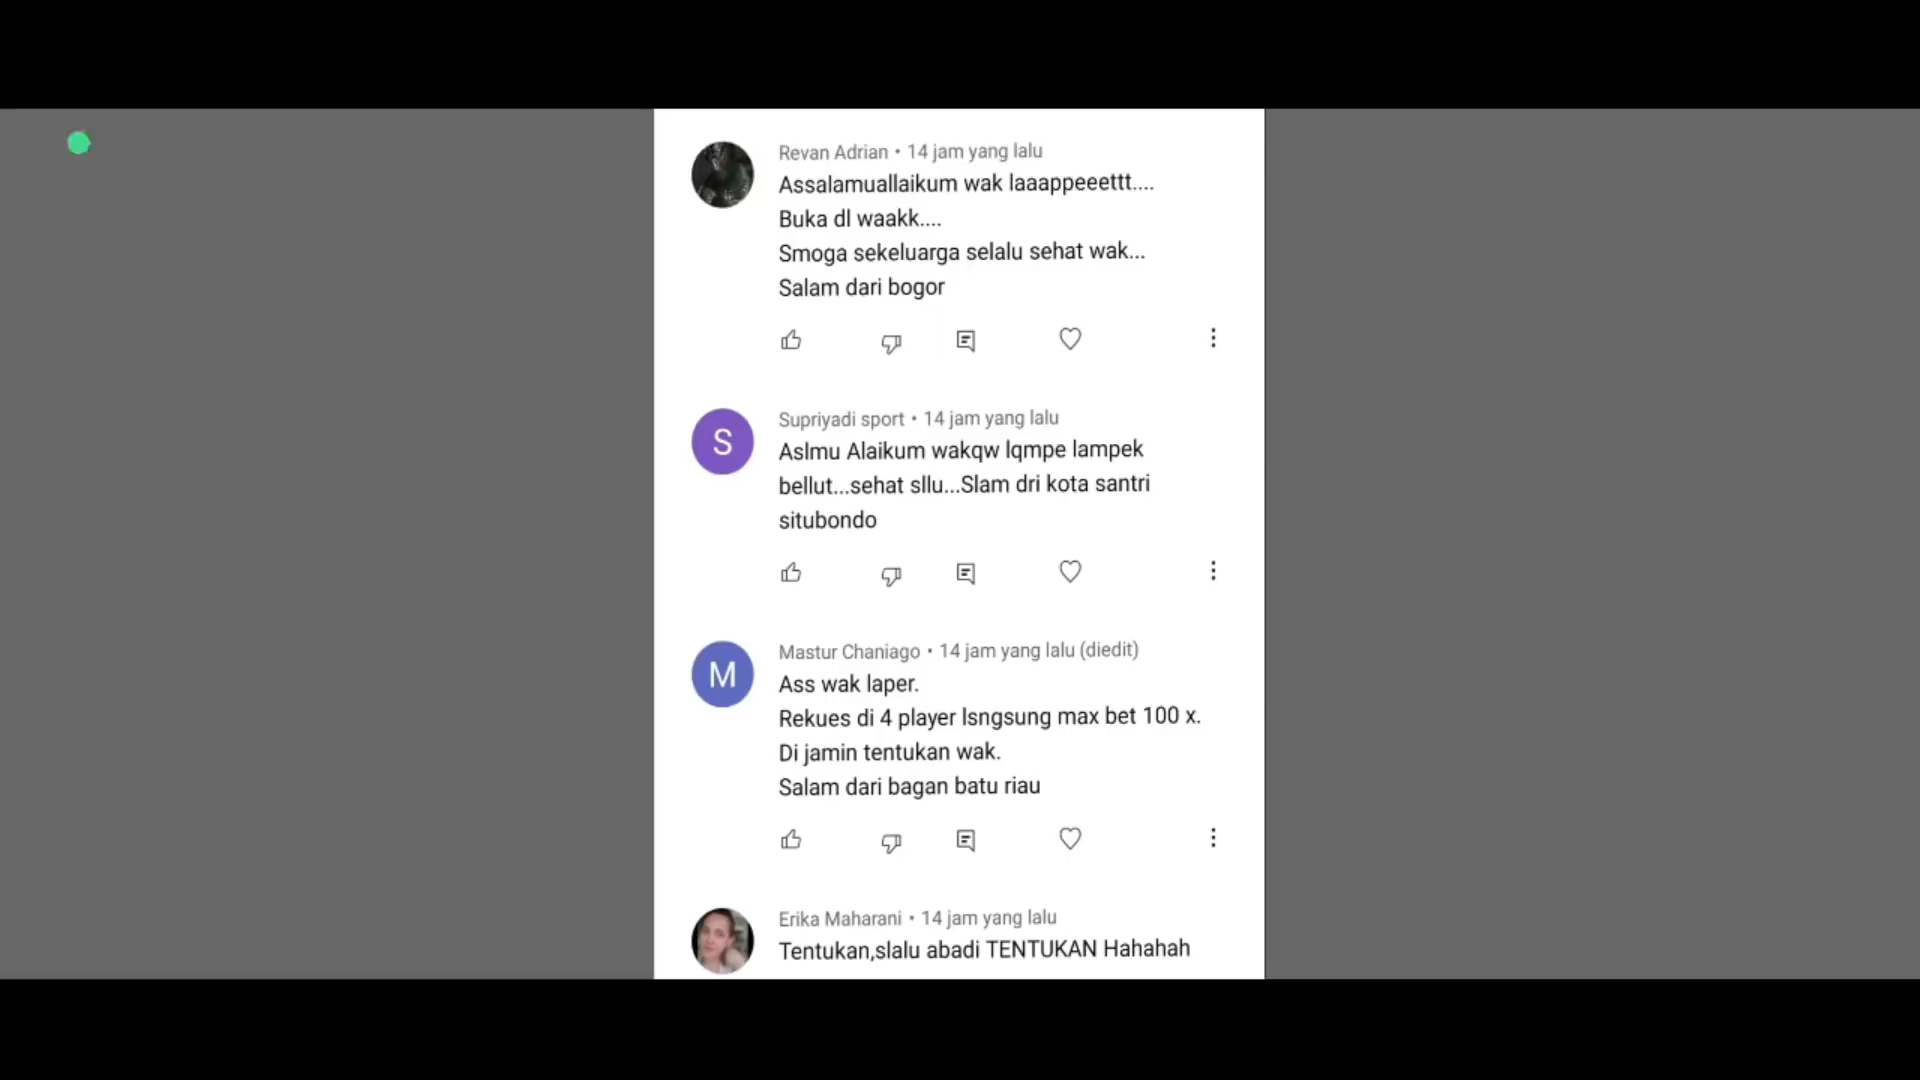 Revan Adrian • 14 jam yang lalu
Assalamuallaikum wak laaappeeettt....
Buka dl waakk....
Smoga sekeluarga selalu sehat wak...
Salam dari bogor
S
Supriyadi sport • 14 jam yang lalu
Aslmu Alaikum wakqw lqmpe lampek
bellut...sehat sllu...Slam dri kota santri
situbondo
M
Mastur Chaniago • 14 jam yang lalu (diedit)
Ass wak laper.
Rekues di 4 player lsngsung max bet 100 x.
Di jamin tentukan wak.
Salam dari bagan batu riau
Erika Maharani • 14 jam yang lalu
Tentukan,slalu abadi TENTUKAN Hahahah